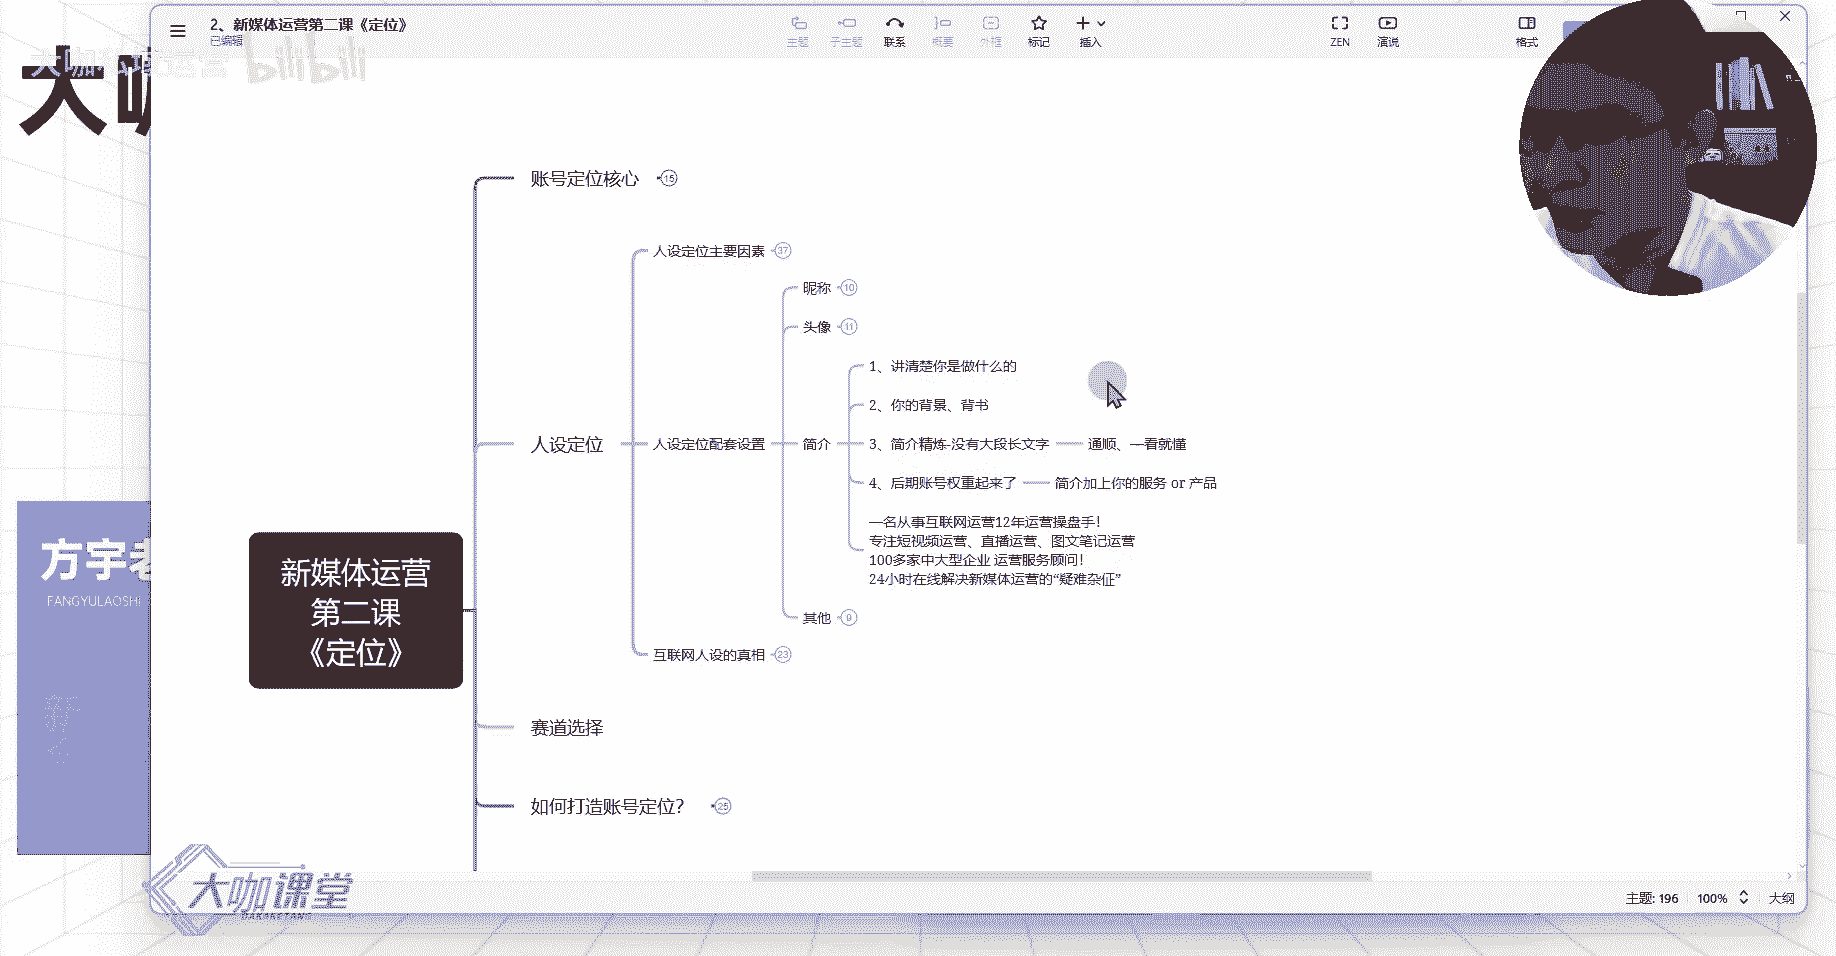 2、新媒体运营第二课《定位》
已编辑
主题
子主题
联系
概要
外框
标记
插入
ZEN
演说
格式
大咖
bilibili
账号定位核心 15
人设定位主要因素 37
昵称 10
头像 11
1、讲清楚你是做什么的
2、你的背景、背书
人设定位
人设定位配套设置
简介
3、简介精炼-没有大段长文字
通顺、一看就懂
4、后期账号权重起来了
简介加上你的服务 or 产品
一名从事互联网运营12年运营操盘手!
专注短视频运营、直播运营、图文笔记运营
100多家中大型企业 运营服务顾问!
24小时在线解决新媒体运营的“疑难杂征”
其他 9
互联网人设的真相 23
新媒体运营
第二课
《定位》
赛道选择
如何打造账号定位? 25
方宇老
FANGYULAOSHI
大咖课堂
DAKAKETANG
主题: 196
100%
大纲